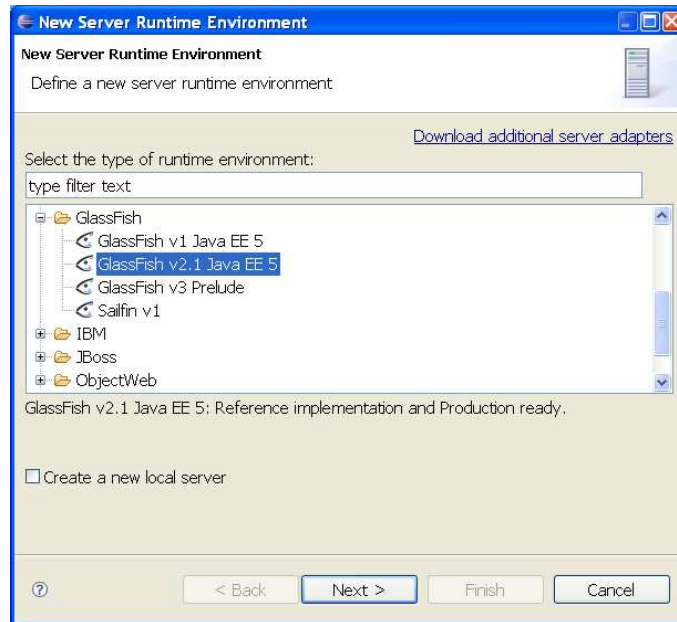 New Server Runtime Environment
New Server Runtime Environment
Define a new server runtime environment
Download additional server adapters
Select the type of runtime environment:
type filter text
GlassFish
GlassFish v1 Java EE 5
GlassFish v2.1 Java EE 5
GlassFish v3 Prelude
Sailfin v1
IBM
JBoss
ObjectWeb
GlassFish v2.1 Java EE 5: Reference implementation and Production ready.
Create a new local server
? < Back Next > Finish Cancel